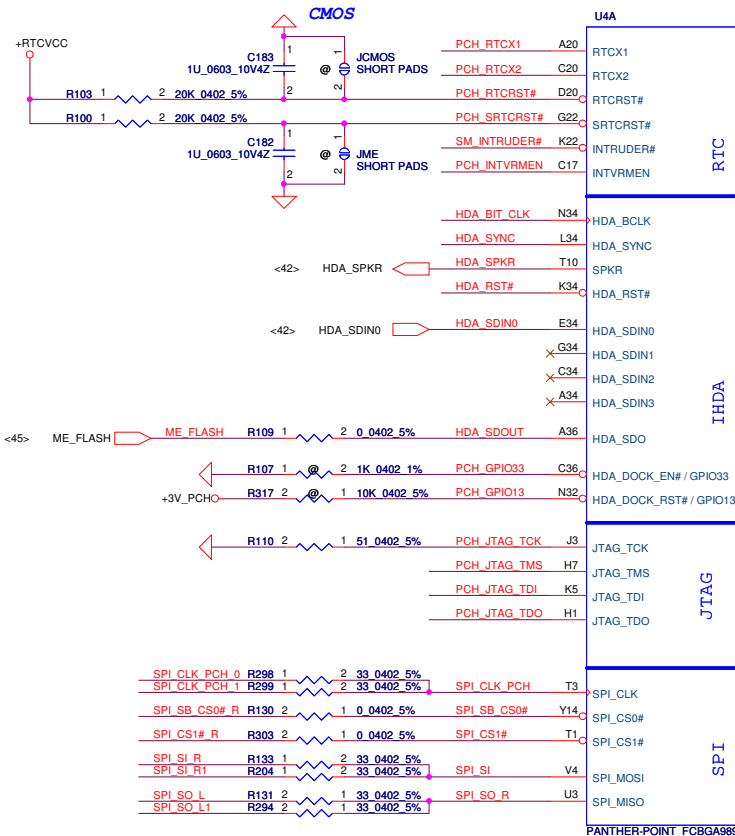 CMOS
U4A
+RTCVCC
C183
1U_0603_10V4Z
1
2
@
1
2
JCMOS
SHORT PADS
PCH_RTCX1 A20 RTCX1
PCH_RTCX2 C20 RTCX2
R103 1 2 20K_0402_5% PCH_RTCRST# D20 RTCRST#
R100 1 2 20K_0402_5% PCH_SRTCRST# G22 SRTCRST#
C182
1U_0603_10V4Z
1
2
@
1
2
JME
SHORT PADS
SM_INTRUDER# K22 INTRUDER#
PCH_INTVRMEN C17 INTVRMEN
RTC
HDA_BIT_CLK N34 HDA_BCLK
HDA_SYNC L34 HDA_SYNC
<42> HDA_SPKR HDA_SPKR T10 SPKR
HDA_RST# K34 HDA_RST#
<42> HDA_SDIN0 HDA_SDIN0 E34 HDA_SDIN0
G34 HDA_SDIN1
C34 HDA_SDIN2
A34 HDA_SDIN3
IHDA
<45> ME_FLASH ME_FLASH R109 1 2 0_0402_5% HDA_SDOUT A36 HDA_SDO
R107 1 @ 2 1K_0402_1% PCH_GPIO33 C36 HDA_DOCK_EN# / GPIO33
+3V_PCH R317 2 @ 1 10K_0402_5% PCH_GPIO13 N32 HDA_DOCK_RST# / GPIO13
R110 2 1 51_0402_5% PCH_JTAG_TCK J3 JTAG_TCK
PCH_JTAG_TMS H7 JTAG_TMS
PCH_JTAG_TDI K5 JTAG_TDI
PCH_JTAG_TDO H1 JTAG_TDO
JTAG
SPI_CLK_PCH_0 R298 1 2 33_0402_5%
SPI_CLK_PCH_1 R299 1 2 33_0402_5% SPI_CLK_PCH T3 SPI_CLK
SPI_SB_CS0#_R R130 2 1 0_0402_5% SPI_SB_CS0# Y14 SPI_CS0#
SPI_CS1#_R R303 2 1 0_0402_5% SPI_CS1# T1 SPI_CS1#
SPI_SI_R R133 1 2 33_0402_5%
SPI_SI_R1 R204 1 2 33_0402_5% SPI_SI V4 SPI_MOSI
SPI_SO_L R131 2 1 33_0402_5% SPI_SO_R U3 SPI_MISO
SPI_SO_L1 R294 2 1 33_0402_5%
SPI
PANTHER-POINT_FCBGA989